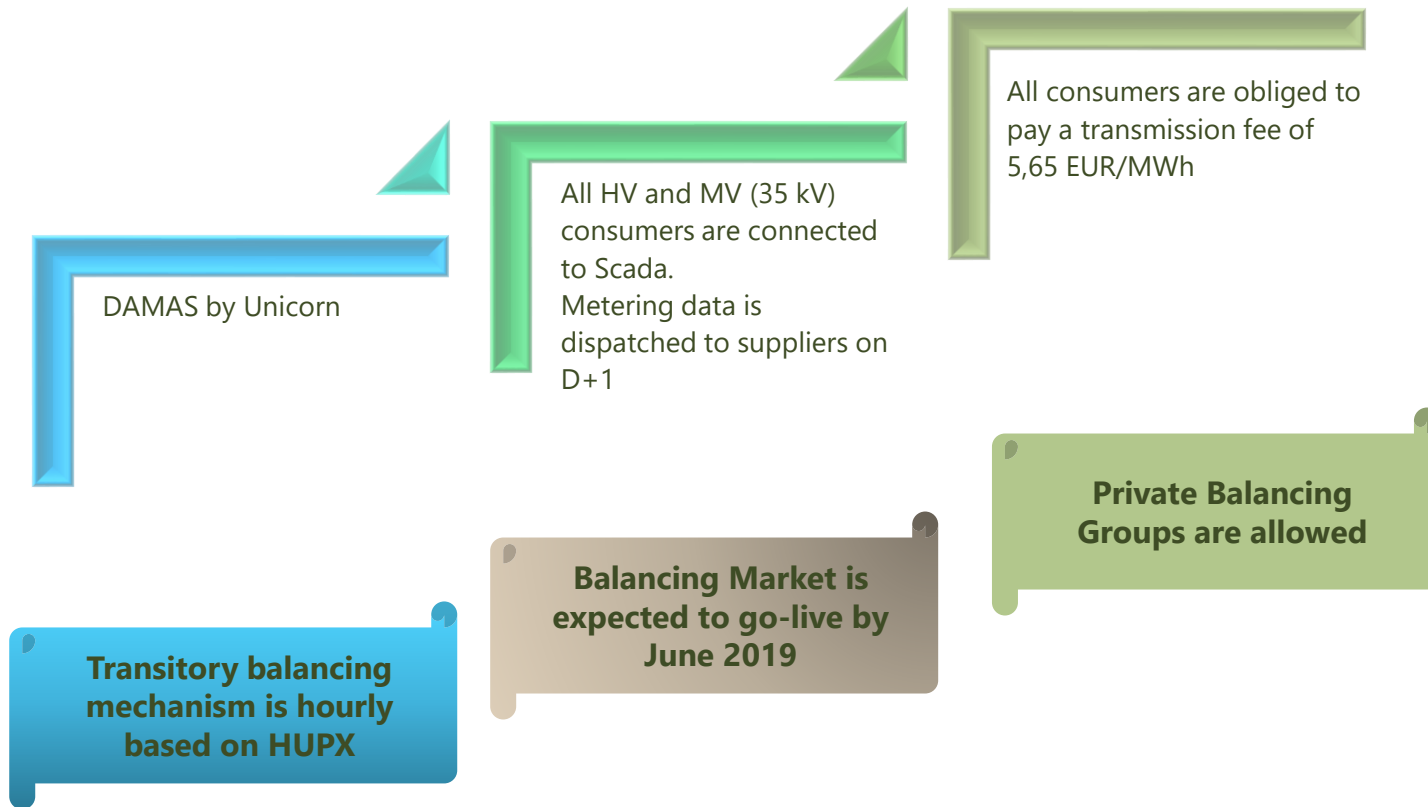 DAMAS by Unicorn
All HV and MV (35 kV)
consumers are connected
to Scada.
Metering data is
dispatched to suppliers on
D+1
All consumers are obliged to
pay a transmission fee of
5,65 EUR/MWh
Transitory balancing
mechanism is hourly
based on HUPX
Balancing Market is
expected to go-live by
June 2019
Private Balancing
Groups are allowed